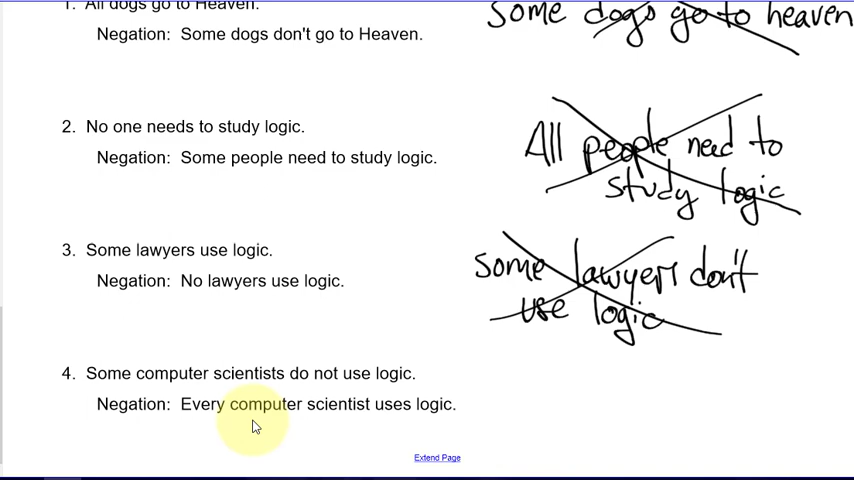 1. All dogs go to Heaven.
Some dogs go to heaven
Negation: Some dogs don't go to Heaven.
2. No one needs to study logic.
Negation: Some people need to study logic.
All people need to
study logic
3. Some lawyers use logic.
Negation: No lawyers use logic.
some lawyers don't
use logic
4. Some computer scientists do not use logic.
Negation: Every computer scientist uses logic.
Extend Page